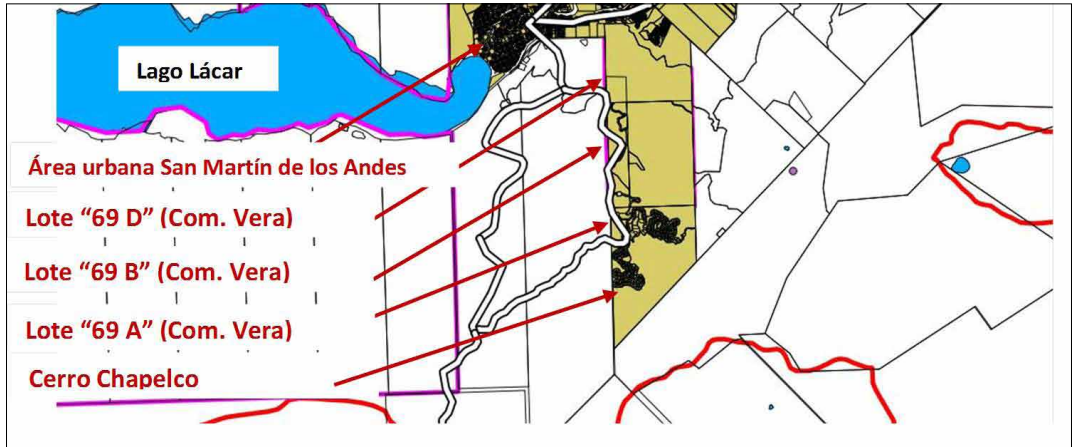 Lago Lácar
Área urbana San Martín de los Andes
Lote “69 D” (Com. Vera)
Lote “69 B” (Com. Vera)
Lote “69 A” (Com. Vera)
Cerro Chapelco